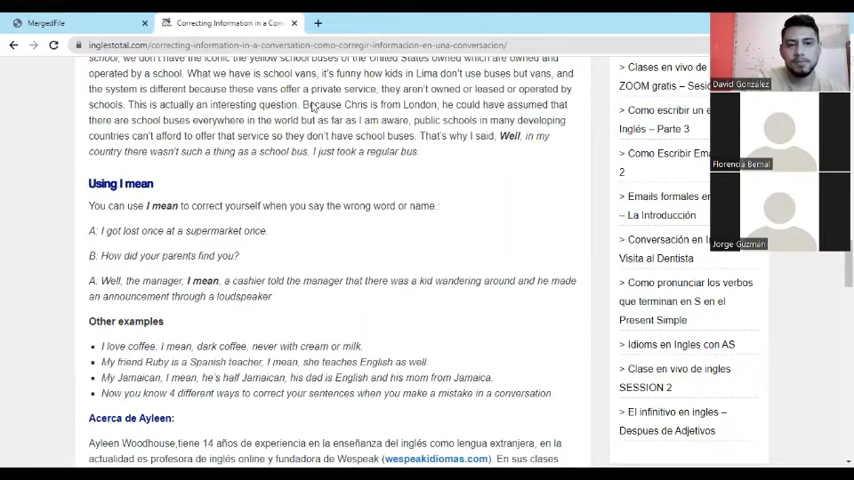 MergedFile
Correcting Information in a Con
inglestotal.com/correcting-information-in-a-conversation-como-corregir-informacion-en-una-conversacion/
school, we don't have the iconic the yellow school buses of the United States owned which are owned and
operated by a school. What we have is school vans, it's funny how kids in Lima don't use buses but vans, and
the system is different because these vans offer a private service, they aren't owned or leased or operated by
schools. This is actually an interesting question. Because Chris is from London, he could have assumed that
there are school buses everywhere in the world but as far as I am aware, public schools in many developing
countries can't afford to offer that service so they don't have school buses. That's why I said, Well, in my
country there wasn't such a thing as a school bus, I just took a regular bus.
Using I mean
You can use I mean to correct yourself when you say the wrong word or name.:
A: I got lost once at a supermarket once.
B: How did your parents find you?
A. Well, the manager, I mean, a cashier told the manager that there was a kid wandering around and he made
an announcement through a loudspeaker
Other examples
• I love coffee. I mean, dark coffee, never with cream or milk.
• My friend Ruby is a Spanish teacher, I mean, she teaches English as well.
• My Jamaican, I mean, he's half Jamaican, his dad is English and his mom from Jamaica.
• Now you know 4 different ways to correct your sentences when you make a mistake in a conversation.
Acerca de Ayleen:
Ayleen Woodhouse,tiene 14 años de experiencia en la enseñanza del inglés como lengua extranjera, en la
actualidad es profesora de inglés online y fundadora de Wespeak (wespeakidiomas.com). En sus clases
> Clases en vivo de
ZOOM gratis – Sesi
> Como escribir un e
Inglés – Parte 3
> Como Escribir Ema
2
> Emails formales en
– La Introducción
> Conversación en In
Visita al Dentista
> Como pronunciar los verbos
que terminan en S en el
Present Simple
> Idioms en Ingles con AS
> Clase en vivo de ingles
SESSION 2
> El infinitivo en ingles –
Despues de Adjetivos
David González
Florencia Bernal
Jorge Guzmán